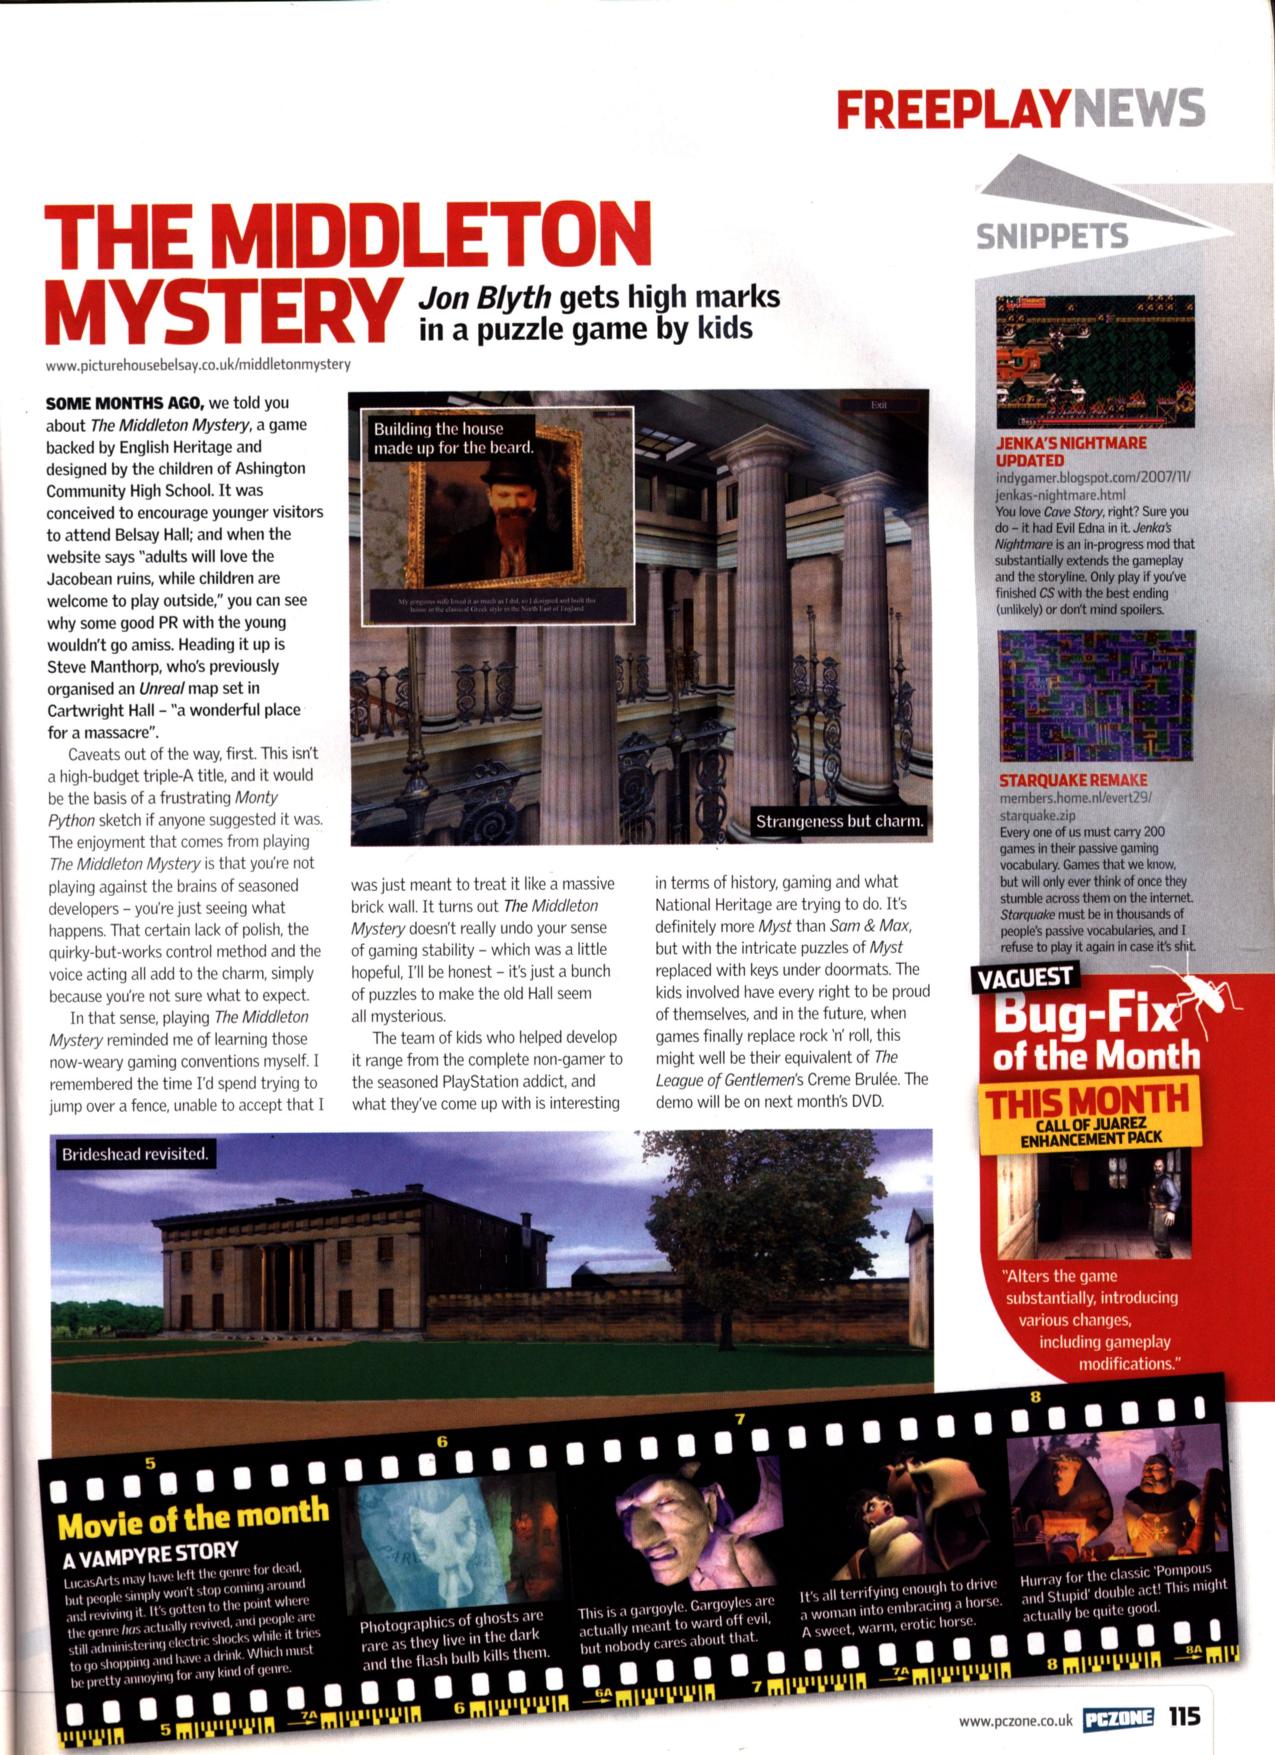 FREEPLAYNEWS
THE MIDDLETON
MYSTERY
Jon Blyth gets high marks
in a puzzle game by kids
www.picturehousebelsay.co.uk/middletonmystery
SOME MONTHS AGO, we told you
about The Middleton Mystery, a game
backed by English Heritage and
designed by the children of Ashington
Community High School. It was
conceived to encourage younger visitors
to attend Belsay Hall; and when the
website says "adults will love the
Jacobean ruins, while children are
welcome to play outside," you can see
why some good PR with the young
wouldn't go amiss. Heading it up is
Steve Manthorp, who's previously
organised an Unreal map set in
Cartwright Hall – "a wonderful place
for a massacre".
Caveats out of the way, first. This isn't
a high-budget triple-A title, and it would
be the basis of a frustrating Monty
Python sketch if anyone suggested it was.
The enjoyment that comes from playing
The Middleton Mystery is that you're not
playing against the brains of seasoned
developers – you're just seeing what
happens. That certain lack of polish, the
quirky-but-works control method and the
voice acting all add to the charm, simply
because you're not sure what to expect.
In that sense, playing The Middleton
Mystery reminded me of learning those
now-weary gaming conventions myself. I
remembered the time I'd spend trying to
jump over a fence, unable to accept that I
Building the house
made up for the beard.
Exit
My gorgeous wife loved it as much as I did, so I designed and built this
house in the classical Greek style in the North East of England
Strangeness but charm.
was just meant to treat it like a massive
brick wall. It turns out The Middleton
Mystery doesn't really undo your sense
of gaming stability – which was a little
hopeful, I'll be honest – it's just a bunch
of puzzles to make the old Hall seem
all mysterious.
The team of kids who helped develop
it range from the complete non-gamer to
the seasoned PlayStation addict, and
what they've come up with is interesting
in terms of history, gaming and what
National Heritage are trying to do. It's
definitely more Myst than Sam & Max,
but with the intricate puzzles of Myst
replaced with keys under doormats. The
kids involved have every right to be proud
of themselves, and in the future, when
games finally replace rock 'n' roll, this
might well be their equivalent of The
League of Gentlemen's Creme Brulée. The
demo will be on next month's DVD.
Brideshead revisited.
SNIPPETS
JENKA'S NIGHTMARE
UPDATED
indygamer.blogspot.com/2007/11/
jenkas-nightmare.html
You love Cave Story, right? Sure you
do – it had Evil Edna in it. Jenka's
Nightmare is an in-progress mod that
substantially extends the gameplay
and the storyline. Only play if you've
finished CS with the best ending
(unlikely) or don't mind spoilers.
STARQUAKE REMAKE
members.home.nl/evert29/
starquake.zip
Every one of us must carry 200
games in their passive gaming
vocabulary. Games that we know,
but will only ever think of once they
stumble across them on the internet.
Starquake must be in thousands of
people's passive vocabularies, and I
refuse to play it again in case it's shit.
VAGUEST
Bug-Fix
of the Month
THIS MONTH
CALL OF JUAREZ
ENHANCEMENT PACK
"Alters the game
substantially, introducing
various changes,
including gameplay
modifications."
5
6
7
8
Movie of the month
A VAMPYRE STORY
LucasArts may have left the genre for dead,
but people simply won't stop coming around
and reviving it. It's gotten to the point where
the genre has actually revived, and people are
still administering electric shocks while it tries
to go shopping and have a drink. Which must
be pretty annoying for any kind of genre.
Photographics of ghosts are
rare as they live in the dark
and the flash bulb kills them.
This is a gargoyle. Gargoyles are
actually meant to ward off evil,
but nobody cares about that.
It's all terrifying enough to drive
a woman into embracing a horse.
A sweet, warm, erotic horse.
Hurray for the classic 'Pompous
and Stupid' double act! This might
actually be quite good.
5
7A
6
6A
7
7A
8
8A
www.pczone.co.uk PCZONE 115